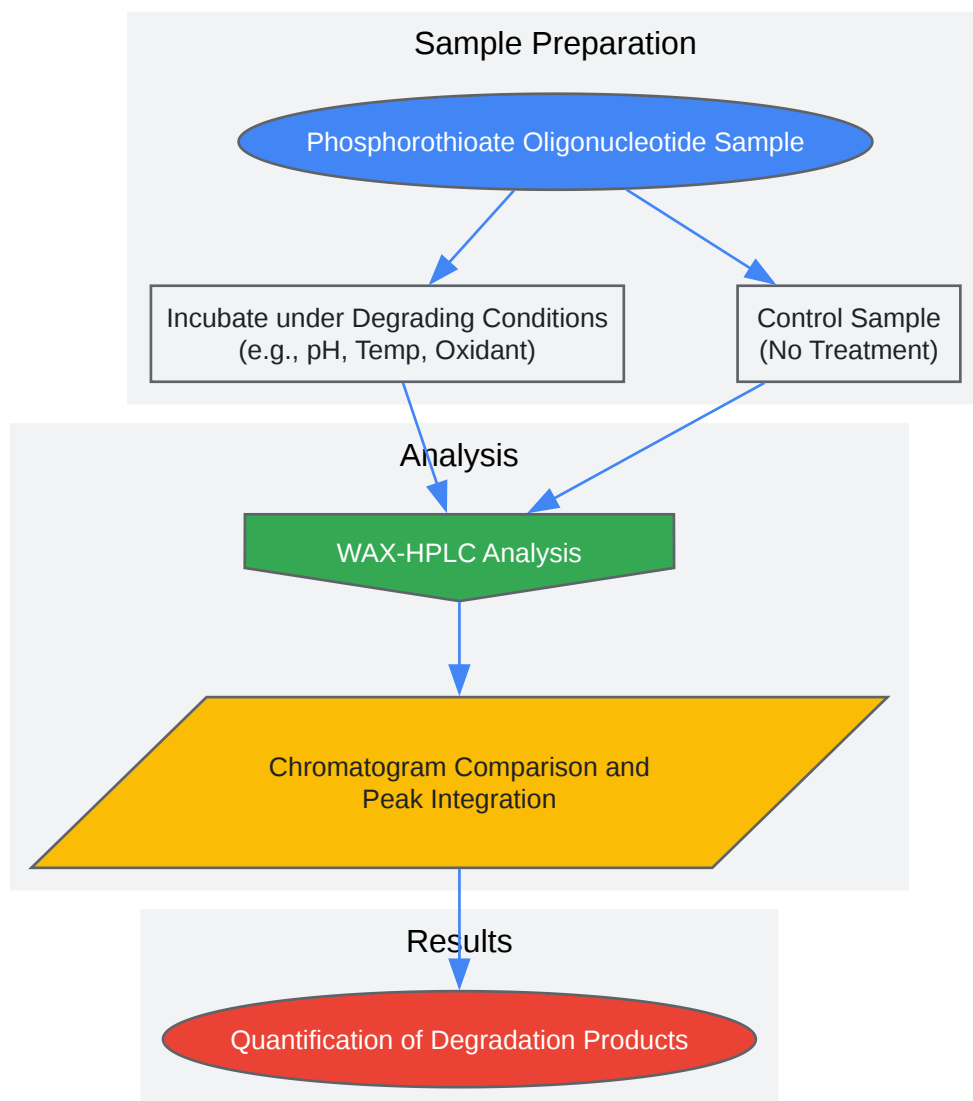 Sample Preparation
Phosphorothioate Oligonucleotide Sample
Incubate under Degrading Conditions
(e.g., pH, Temp, Oxidant)
Control Sample
(No Treatment)
Analysis
WAX-HPLC Analysis
Chromatogram Comparison and
Peak Integration
Results
Quantification of Degradation Products